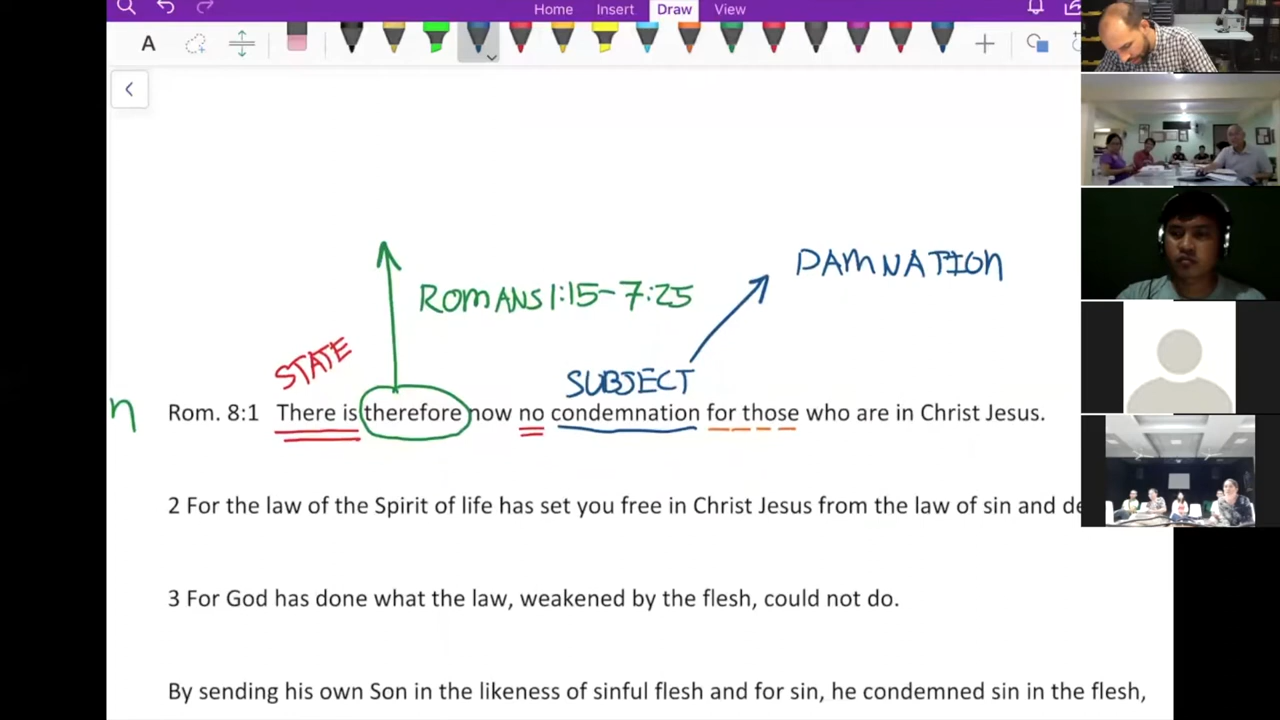 Home Insert Draw View
A
DAMNATION
ROMANS 1:15-7:25
STATE
SUBJECT
n Rom. 8:1 There is therefore now no condemnation for those who are in Christ Jesus.
2 For the law of the Spirit of life has set you free in Christ Jesus from the law of sin and de
3 For God has done what the law, weakened by the flesh, could not do.
By sending his own Son in the likeness of sinful flesh and for sin, he condemned sin in the flesh,